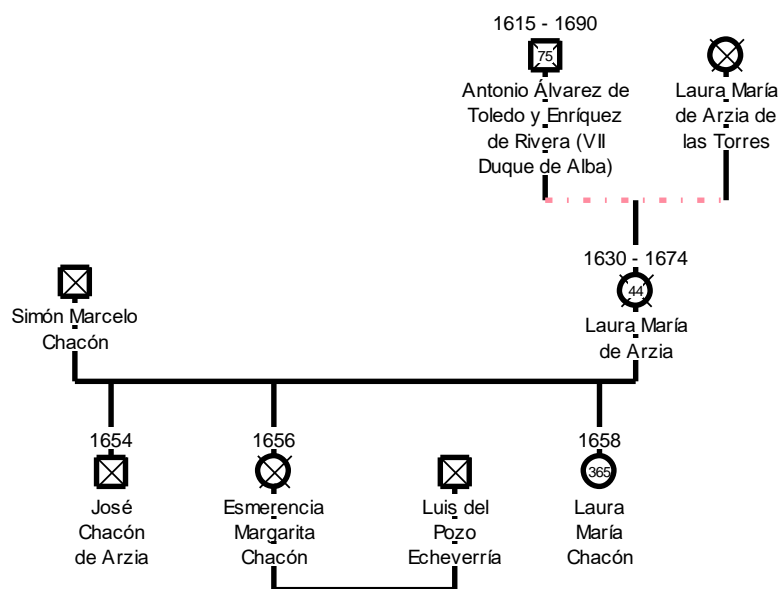 1615 - 1690
75
Antonio Álvarez de
Toledo y Enríquez
de Rivera (VII
Duque de Alba)
Laura María
de Arzia de
las Torres
1630 - 1674
44
Laura María
de Arzia
Simón Marcelo
Chacón
1654
José
Chacón
de Arzia
1656
Esmerencia
Margarita
Chacón
Luis del
Pozo
Echeverría
1658
365
Laura
María
Chacón